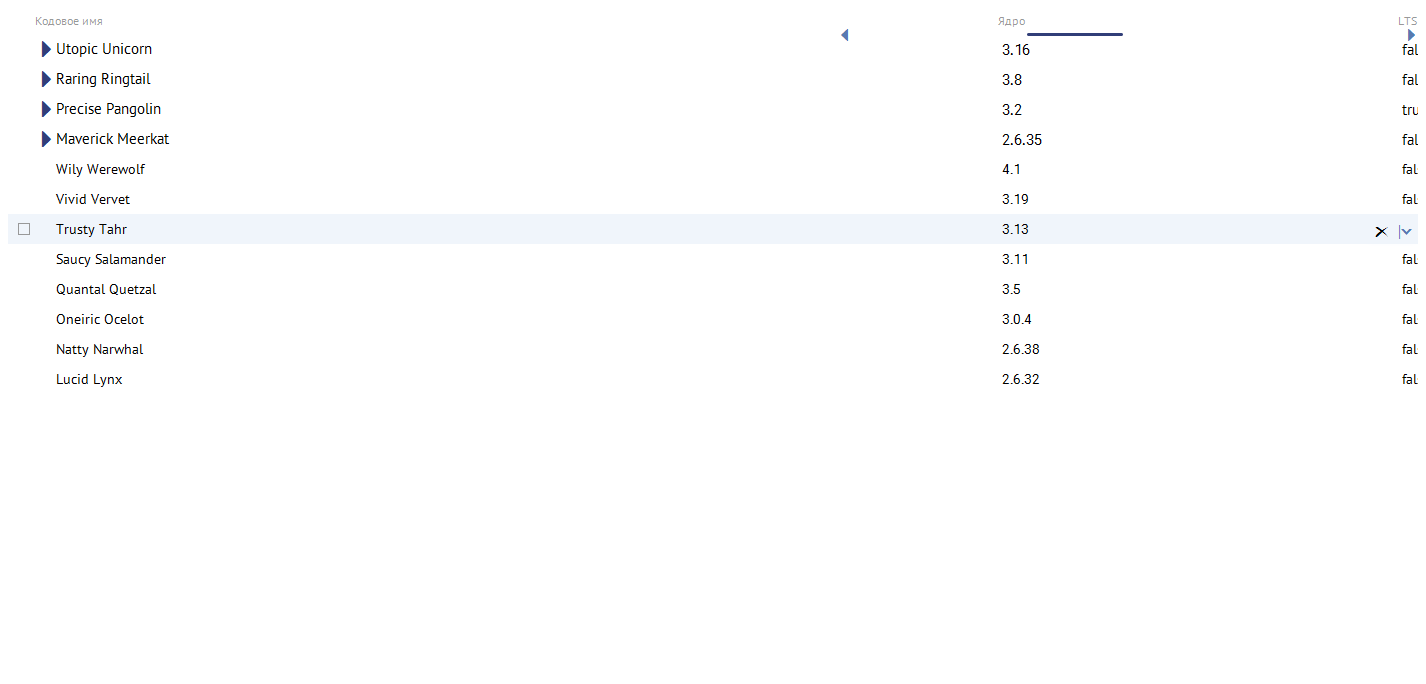 Кодовое имя Ядро LTS
Utopic Unicorn 3.16 fal
Raring Ringtail 3.8 fal
Precise Pangolin 3.2 tru
Maverick Meerkat 2.6.35 fal
Wily Werewolf 4.1 fal
Vivid Vervet 3.19 fal
Trusty Tahr 3.13
Saucy Salamander 3.11 fal
Quantal Quetzal 3.5 fal
Oneiric Ocelot 3.0.4 fal
Natty Narwhal 2.6.38 fal
Lucid Lynx 2.6.32 fal